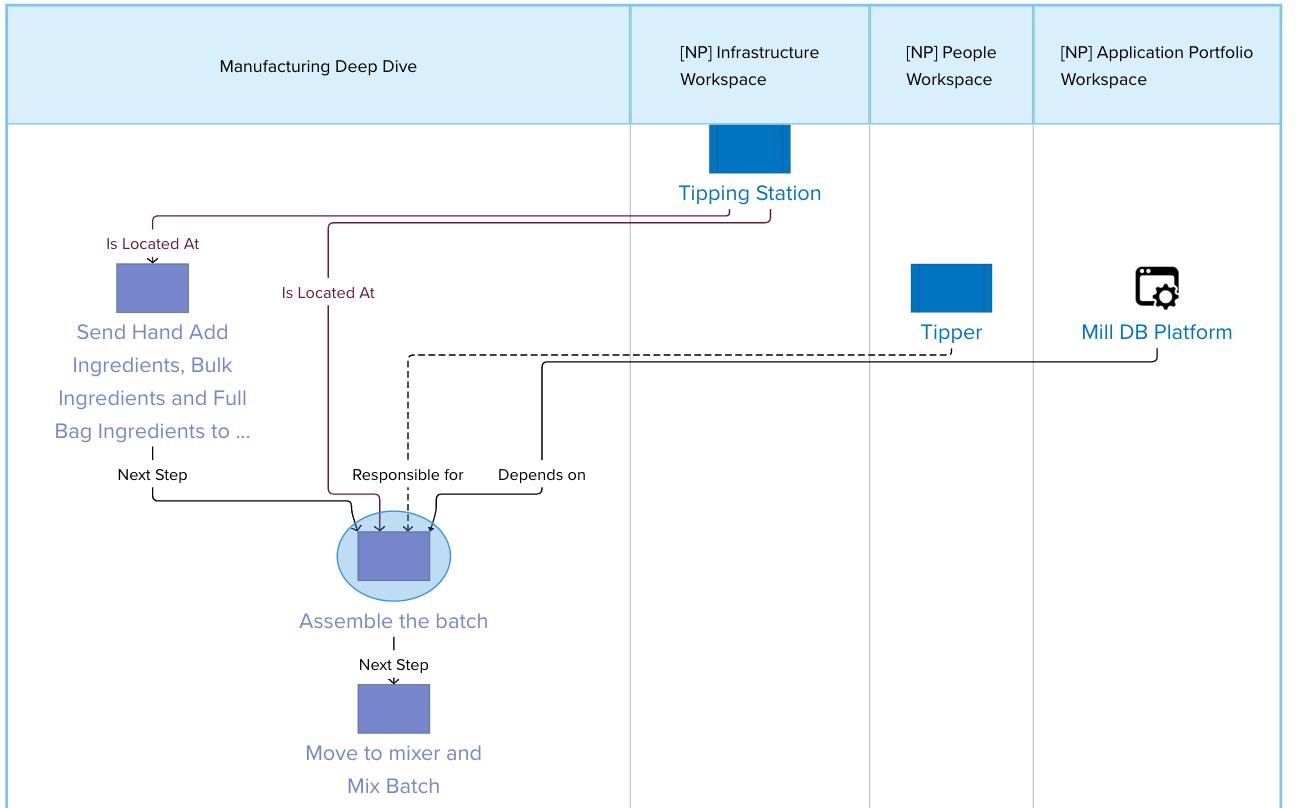 Manufacturing Deep Dive
[NP] Infrastructure
Workspace
[NP] People
Workspace
[NP] Application Portfolio
Workspace
Tipping Station
Is Located At
Is Located At
Send Hand Add
Ingredients, Bulk
Ingredients and Full
Bag Ingredients to ...
Tipper
Mill DB Platform
Next Step
Responsible for
Depends on
Assemble the batch
Next Step
Move to mixer and
Mix Batch